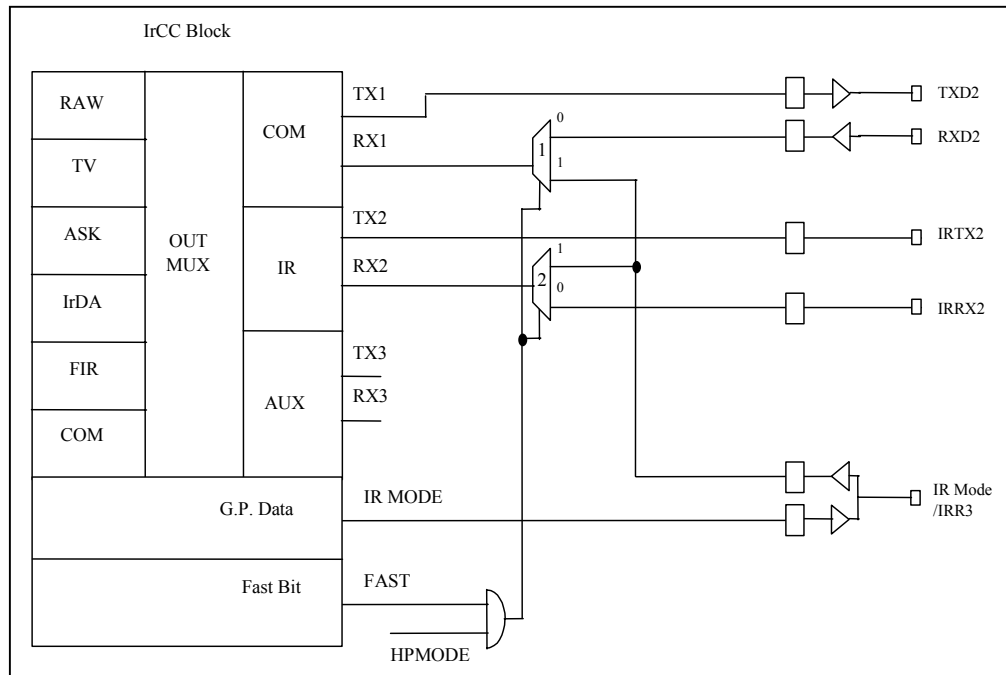 IrCC Block
RAW
TV
ASK
IrDA
FIR
COM
OUT
MUX
COM
IR
AUX
G.P. Data
Fast Bit
TX1
RX1
TX2
RX2
TX3
RX3
IR MODE
FAST
HPMODE
0
1
1
1
2
0
TXD2
RXD2
IRTX2
IRRX2
IR Mode
/IRR3